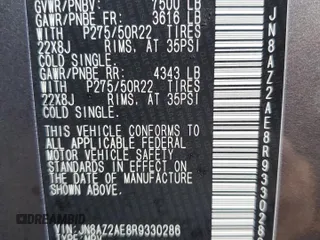 GVWR/PNBV: 7500 LB
GAWR/PNBE FR: 3616 LB
WITH P275/50R22 TIRES
22X8J RIMS, AT 35PSI
COLD SINGLE.
GAWR/PNBE RR: 4343 LB
WITH P275/50R22 TIRES
22X8J RIMS, AT 35PSI
COLD SINGLE.
THIS VEHICLE CONFORMS TO
ALL APPLICABLE FEDERAL
MOTOR VEHICLE SAFETY
STANDARDS IN EFFECT ON
THE DATE OF
MANUFACTURE SHOWN ABOVE.
VIN:JN8AZ2AE8R9330286
TYPE:MPV
JN8AZ2AE8R933028
DREAMBID